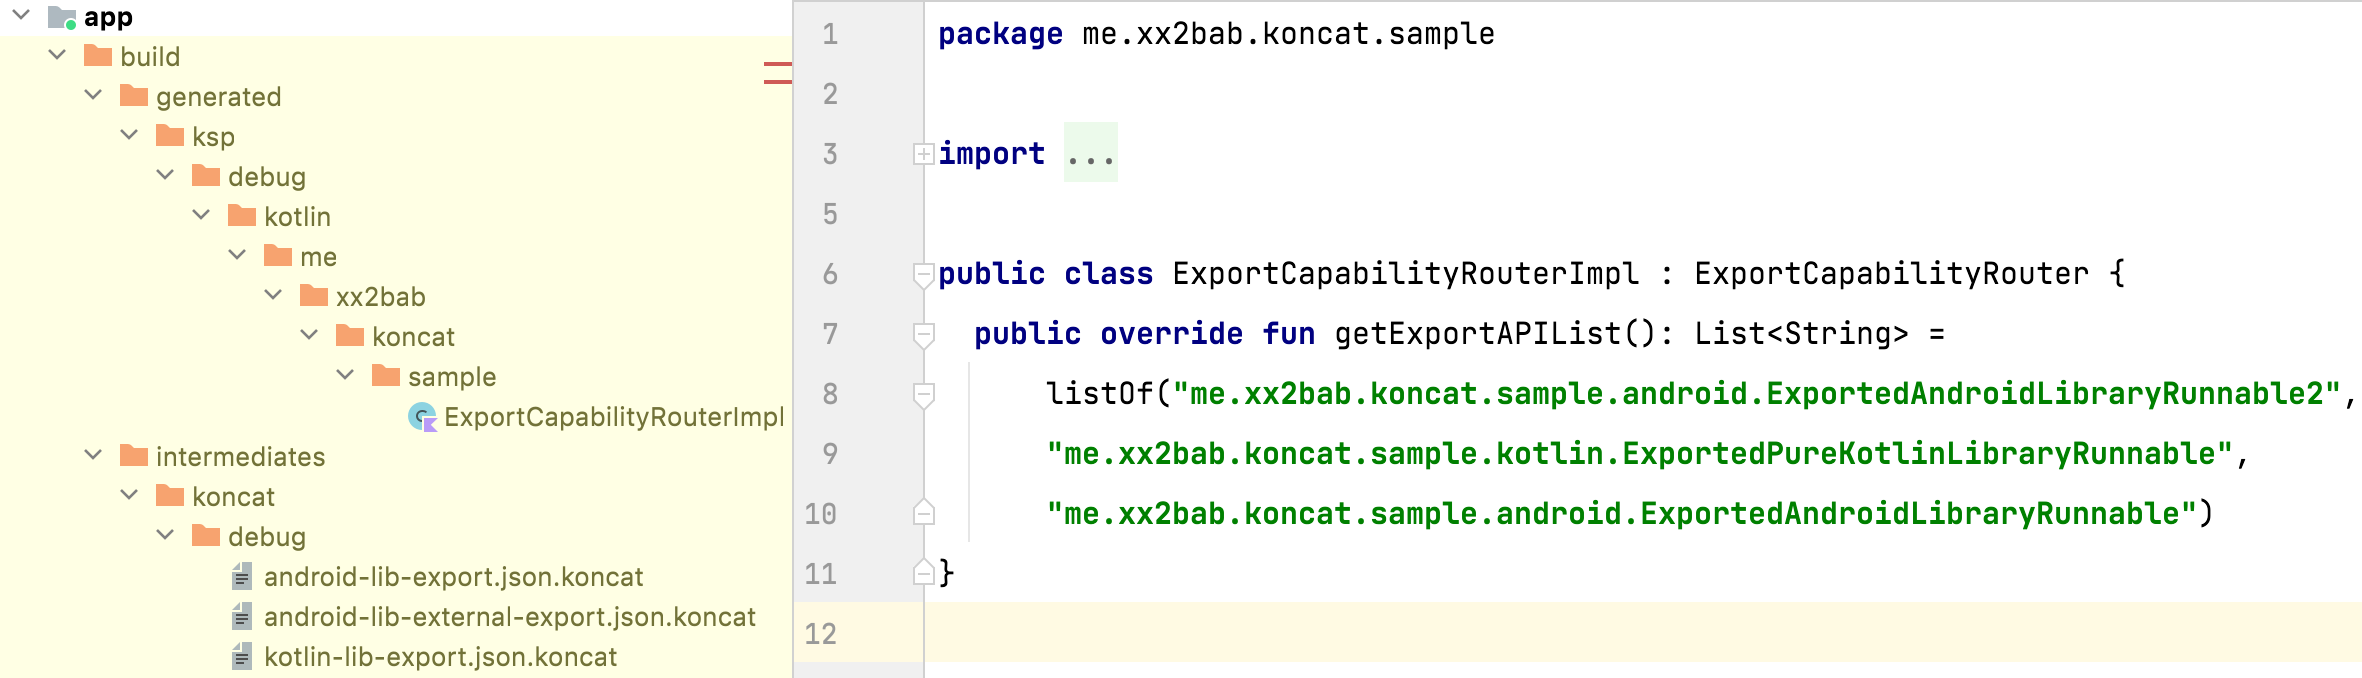 app
build
generated
ksp
debug
kotlin
me
xx2bab
koncat
sample
ExportCapabilityRouterImpl
intermediates
koncat
debug
android-lib-export.json.koncat
android-lib-external-export.json.koncat
kotlin-lib-export.json.koncat
1 package me.xx2bab.koncat.sample
2
3 import ...
5
6 public class ExportCapabilityRouterImpl : ExportCapabilityRouter {
7 public override fun getExportAPIList(): List<String> =
8 listOf("me.xx2bab.koncat.sample.android.ExportedAndroidLibraryRunnable2",
9 "me.xx2bab.koncat.sample.kotlin.ExportedPureKotlinLibraryRunnable",
10 "me.xx2bab.koncat.sample.android.ExportedAndroidLibraryRunnable")
11 }
12